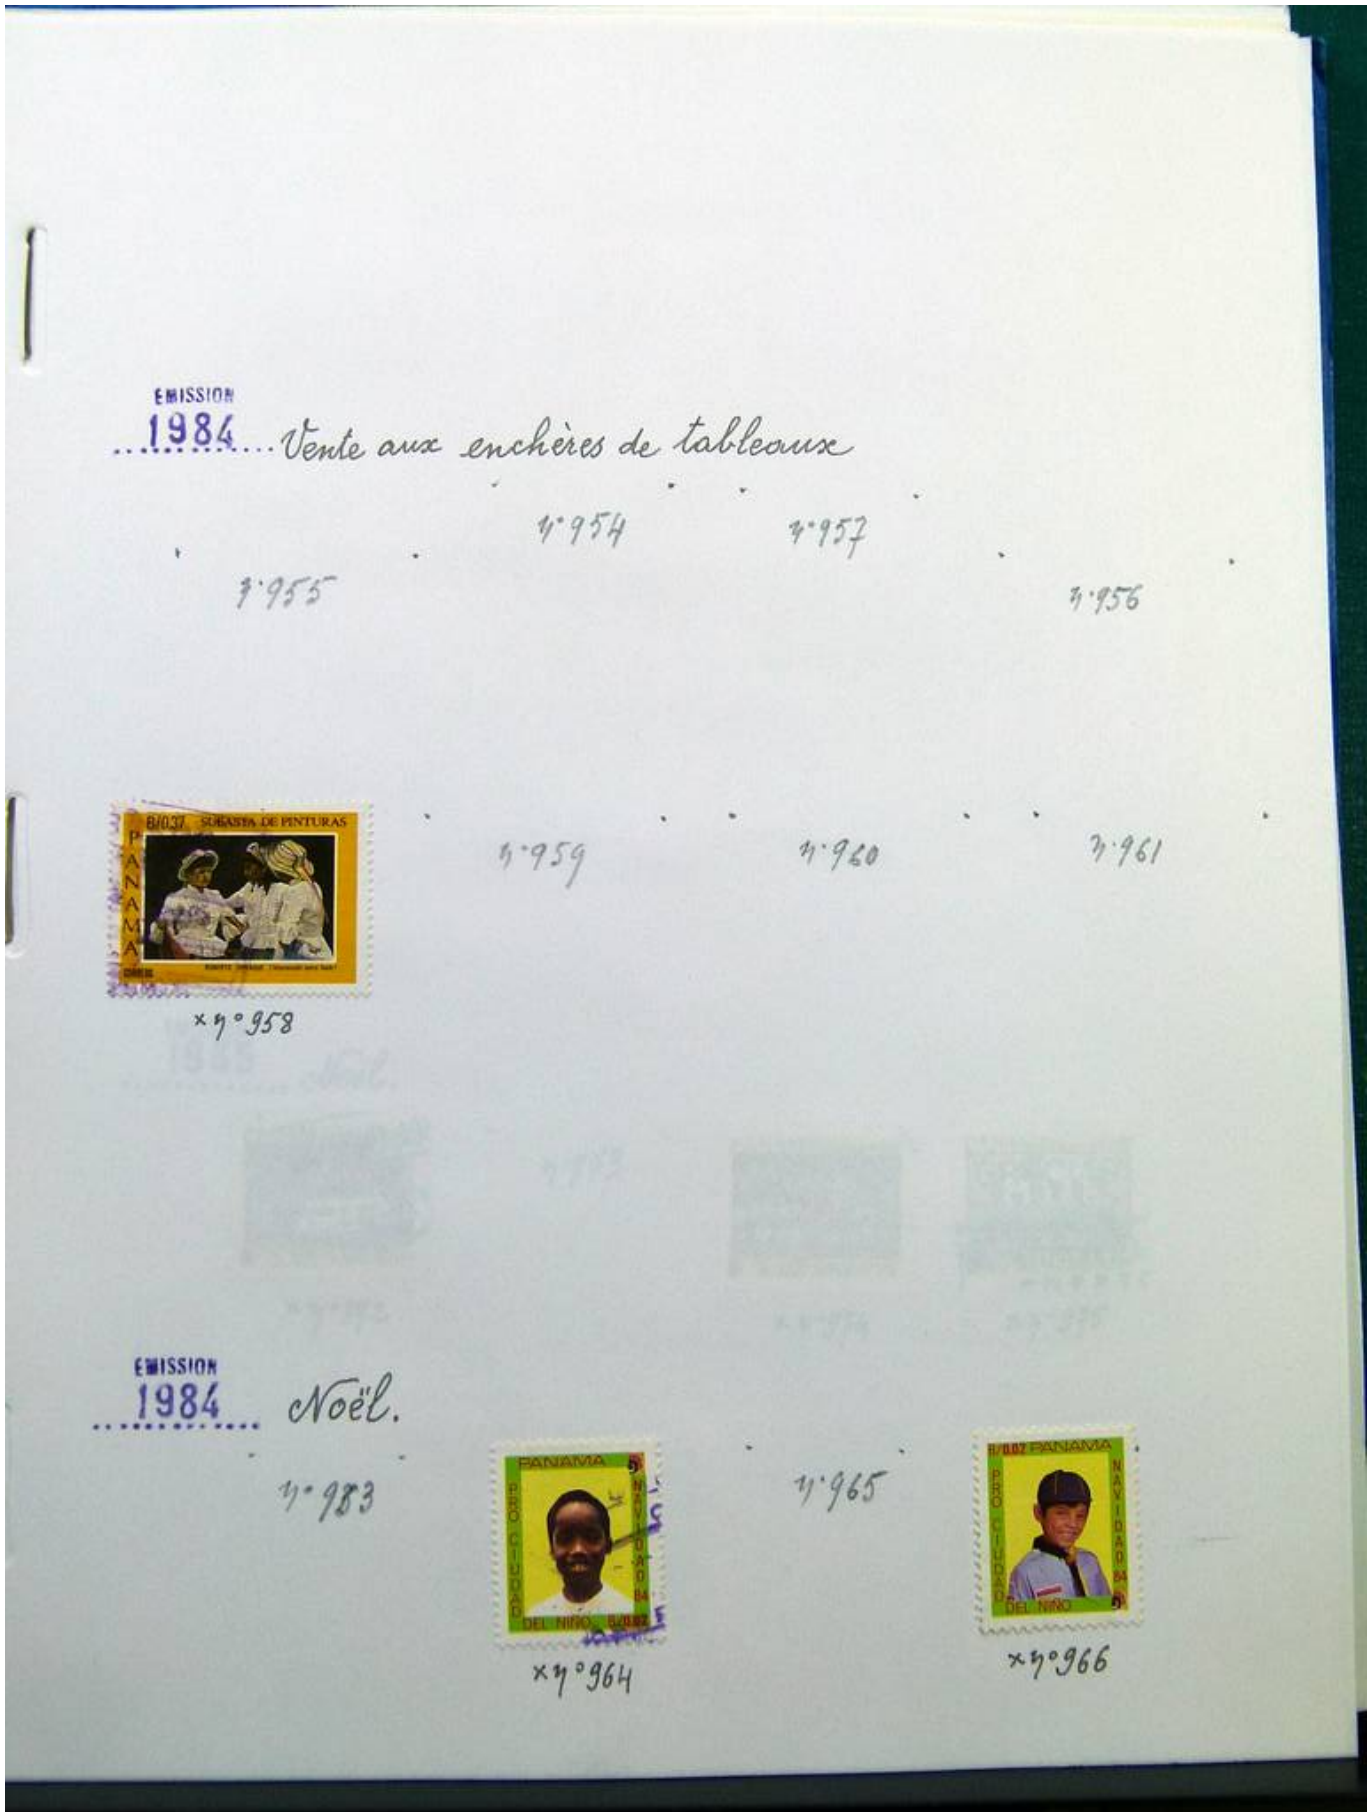 EMISSION
1984 Vente aux enchères de tableaux
n°954
n°957
n°955
n°956
B/0.37 SUBASTA DE PINTURAS
PANAMA
n°959
n°960
n°961
x n°958
1985 Noël.
EMISSION
1984 Noël.
n°983
PANAMA
PRO CIUDAD
NAVIDAD 84
DEL NIÑO B/0.02
n°965
B/0.02 PANAMA
PRO CIUDAD
NAVIDAD 84
DEL NIÑO
x n°964
x n°966